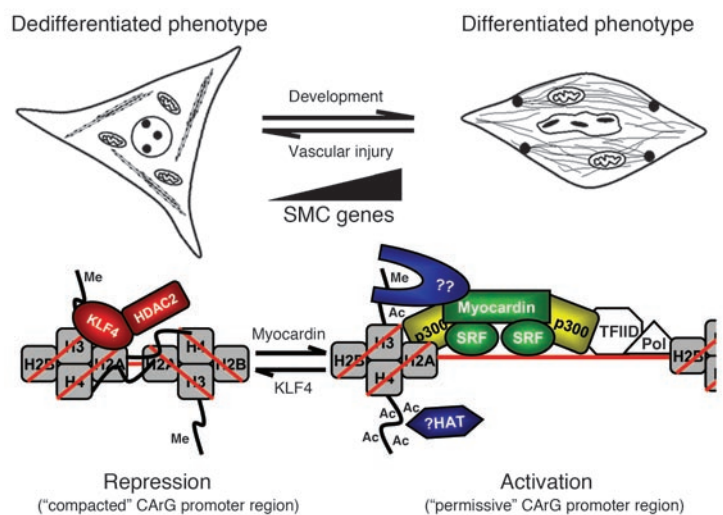 Dedifferentiated phenotype
Differentiated phenotype
Development
Vascular injury
SMC genes
Me
KLF4
HDAC2
H3
H4
H2B
H2A
H2A
H2B
H4
H3
Me
Myocardin
KLF4
Me
??
Ac
Myocardin
p300
p300
SRF
SRF
TFIID
Pol
H3
H2B
H2A
H4
H2B
Ac
Ac
Ac
Ac
?HAT
Repression
("compacted" CArG promoter region)
Activation
("permissive" CArG promoter region)